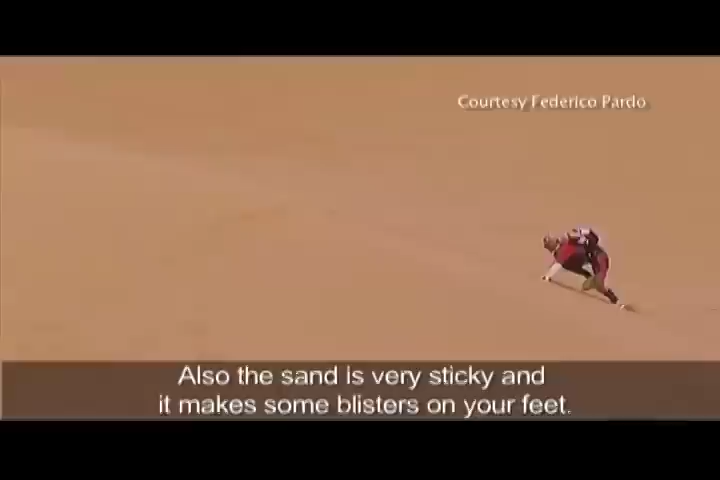 Courtesy Federico Pardo
Also the sand is very sticky and
it makes some blisters on your feet.